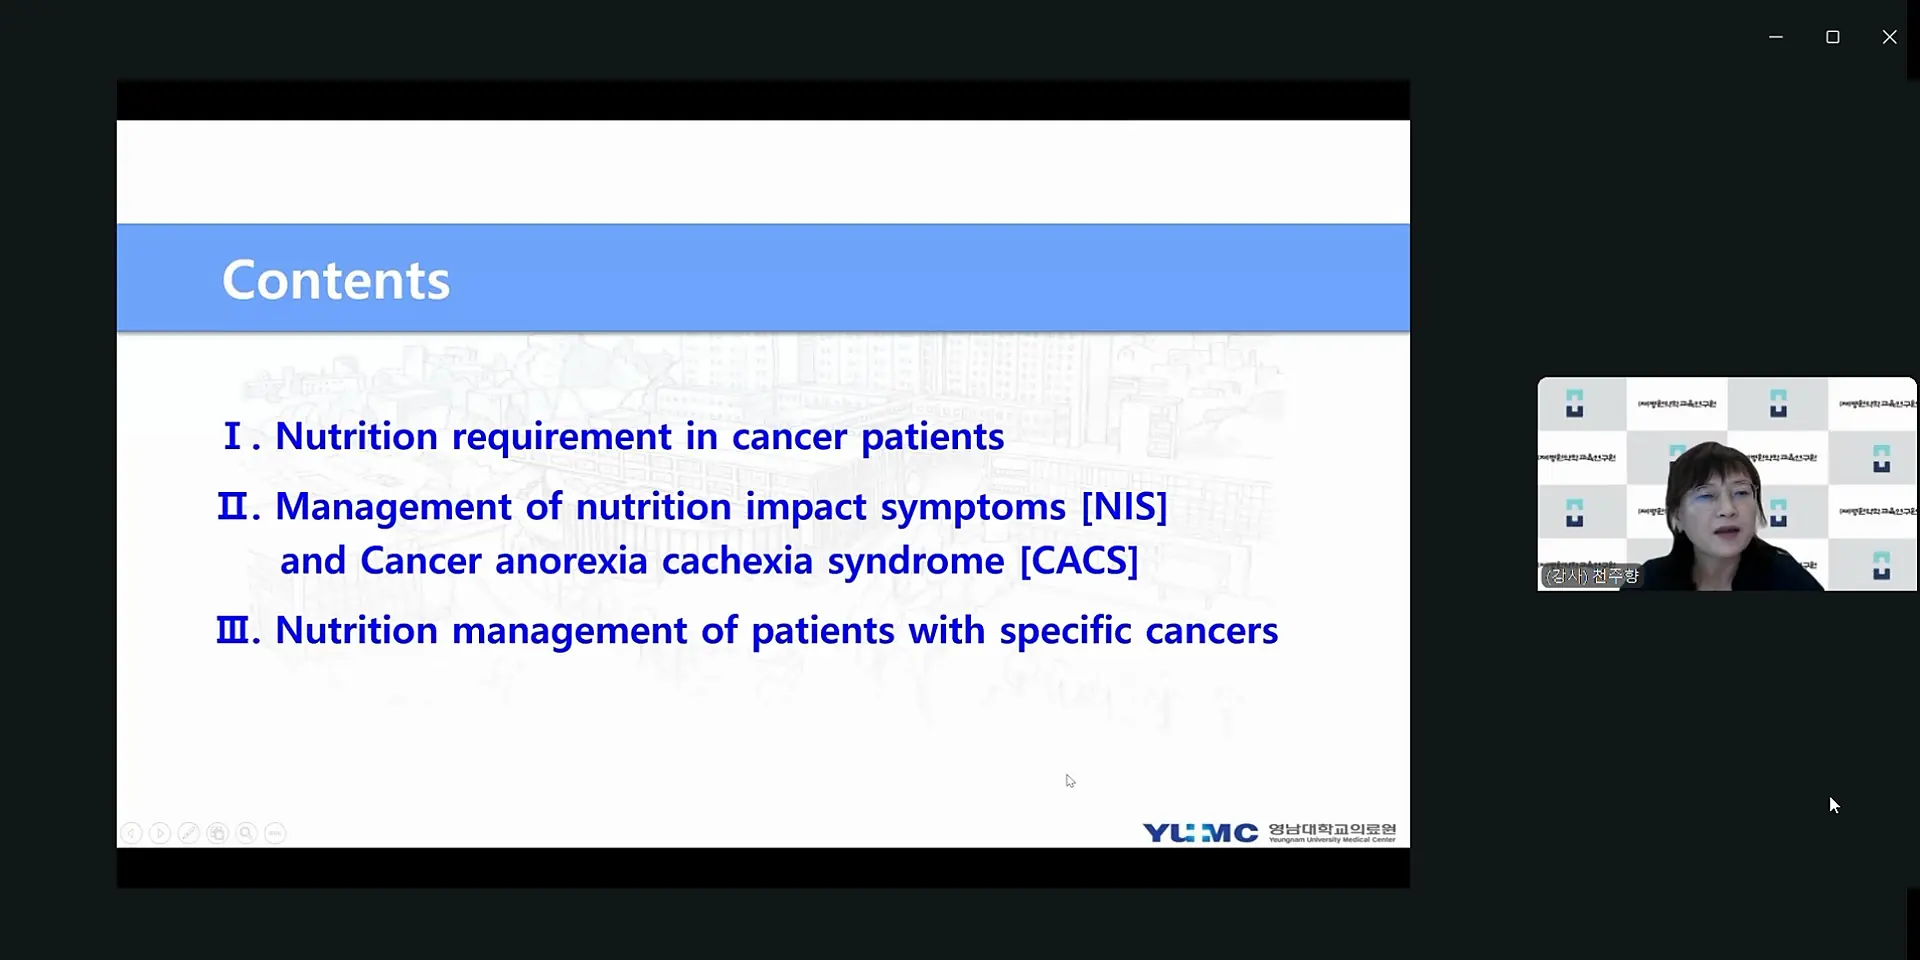 Contents
Ⅰ. Nutrition requirement in cancer patients
Ⅱ. Management of nutrition impact symptoms [NIS]
and Cancer anorexia cachexia syndrome [CACS]
Ⅲ. Nutrition management of patients with specific cancers
YUMC 영남대학교의료원
Yeungnam University Medical Center
(강사) 천주향